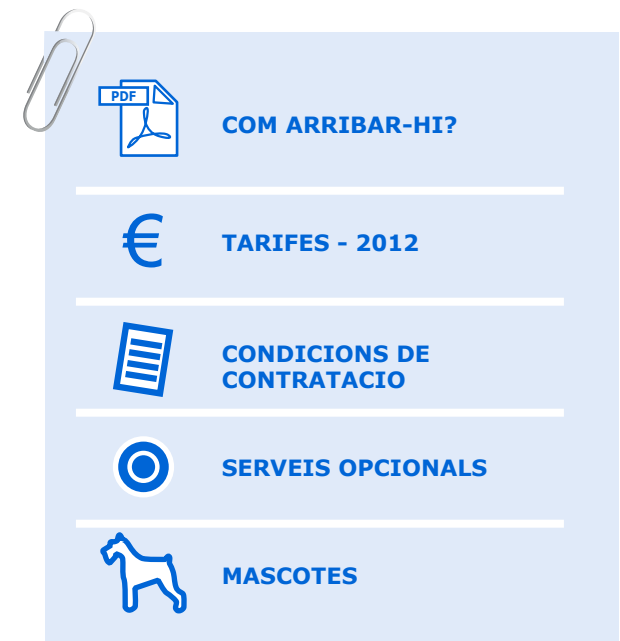 PDF
COM ARRIBAR-HI?
€
TARIFES - 2012
CONDICIONS DE
CONTRATACIO
SERVEIS OPCIONALS
MASCOTES